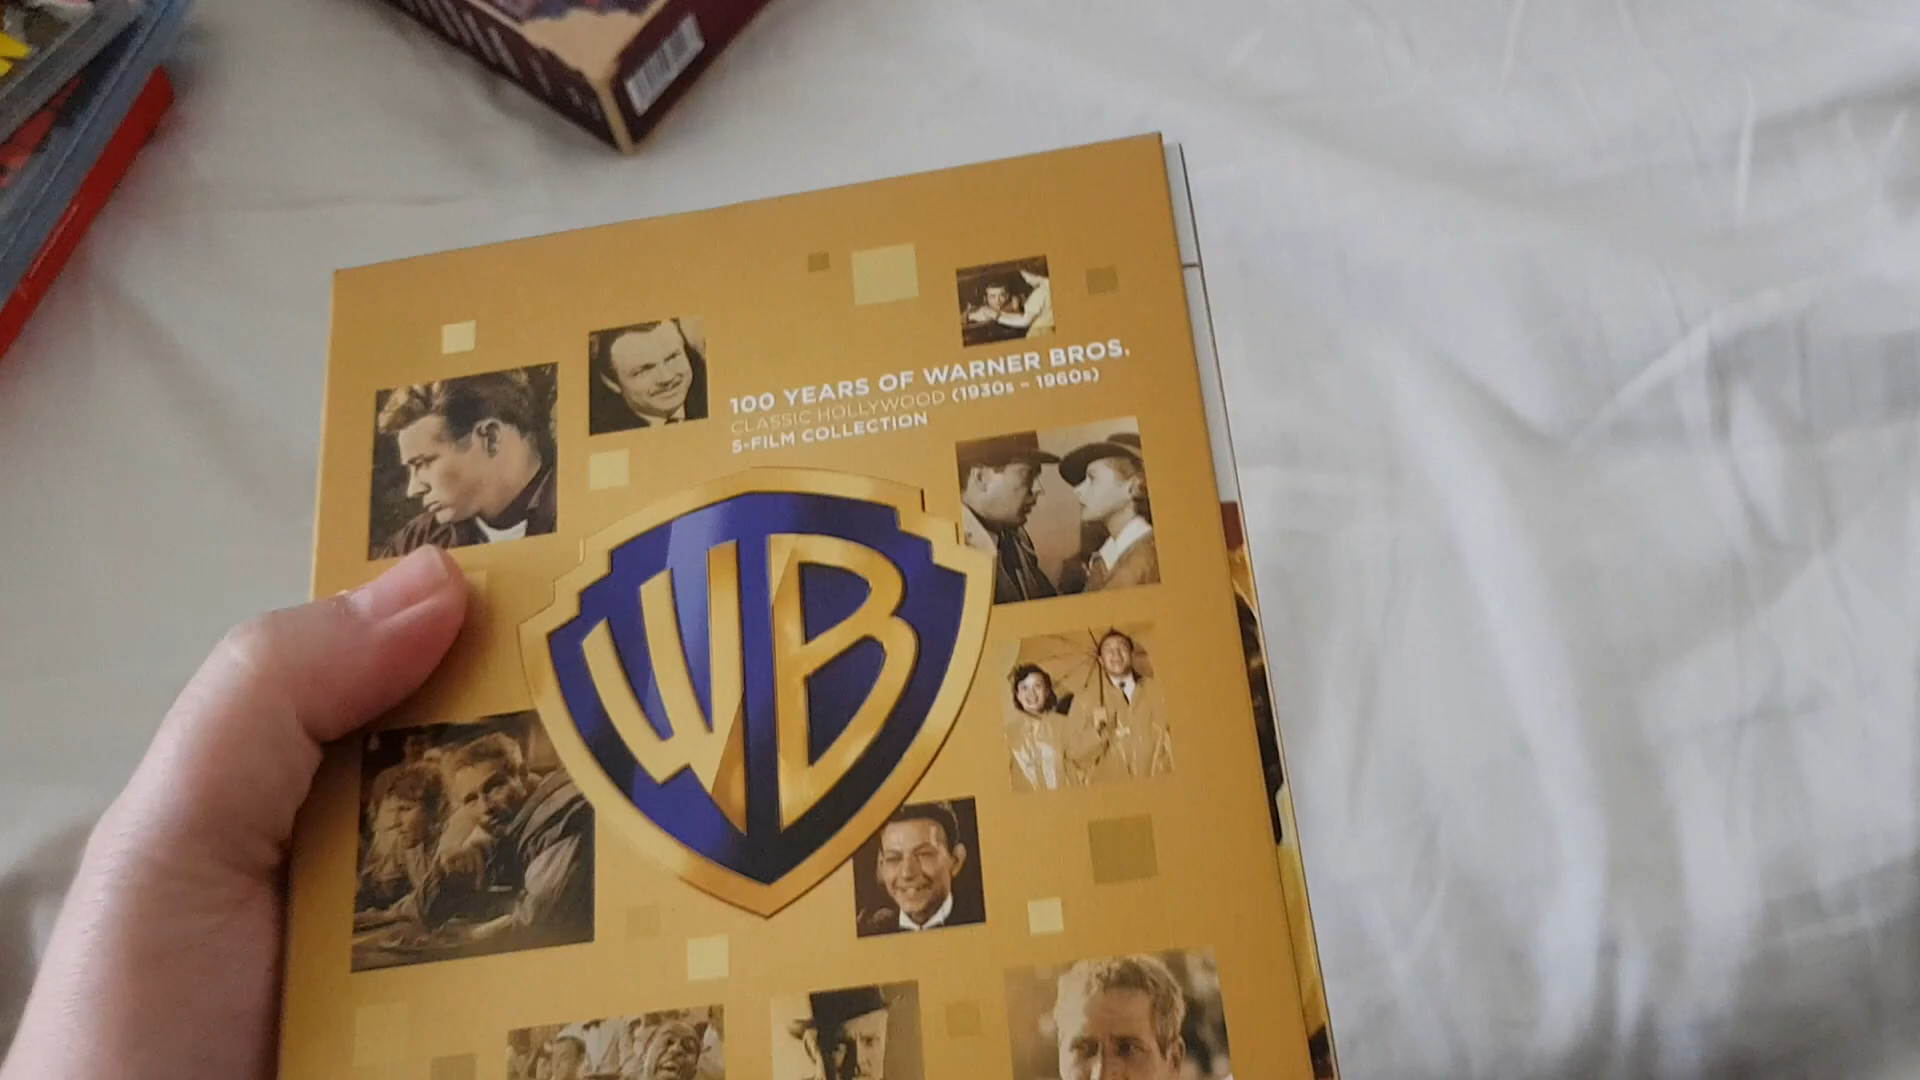 100 YEARS OF WARNER BROS.
CLASSIC HOLLYWOOD (1930s – 1960s)
5-FILM COLLECTION
WB